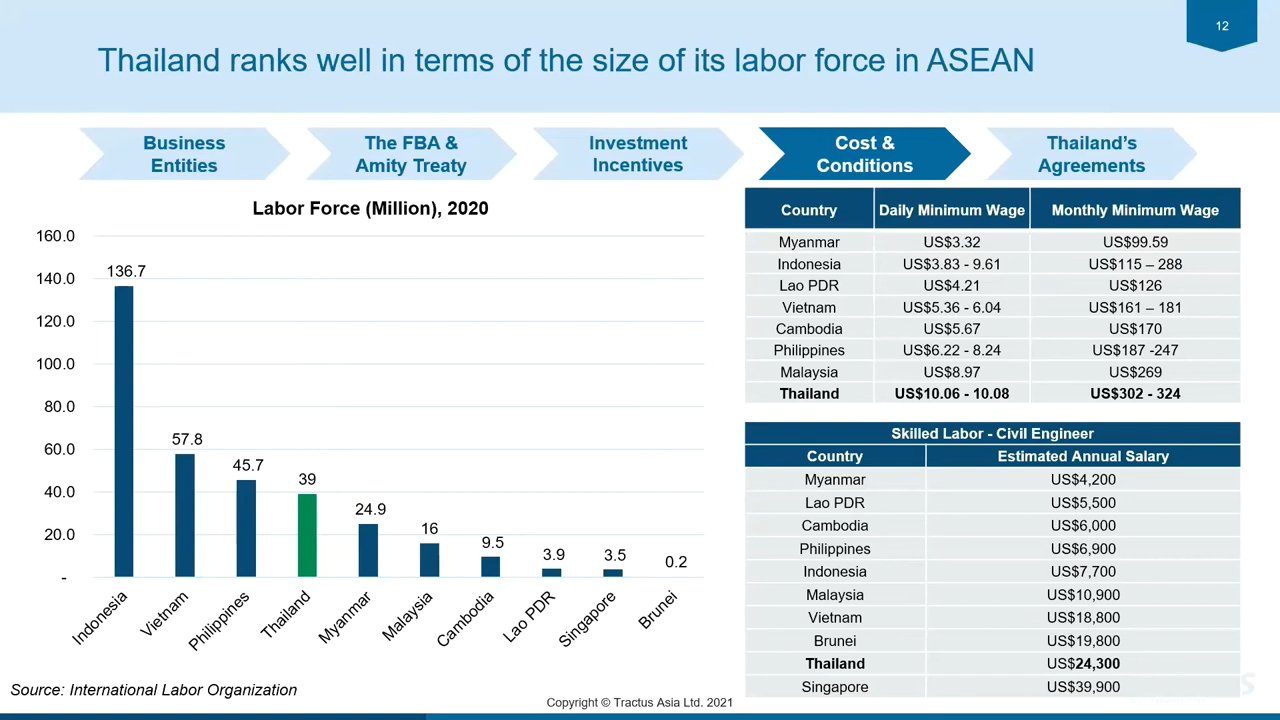 12
Thailand ranks well in terms of the size of its labor force in ASEAN
Business
Entities
The FBA &
Amity Treaty
Investment
Incentives
Cost &
Conditions
Thailand's
Agreements
Labor Force (Million), 2020
160.0
140.0
120.0
100.0
80.0
60.0
40.0
20.0
-
136.7
57.8
45.7
39
24.9
16
9.5
3.9
3.5
0.2
Indonesia
Vietnam
Philippines
Thailand
Myanmar
Malaysia
Cambodia
Lao PDR
Singapore
Brunei
Source: International Labor Organization
Country Daily Minimum Wage Monthly Minimum Wage
Myanmar US$3.32 US$99.59
Indonesia US$3.83 - 9.61 US$115 – 288
Lao PDR US$4.21 US$126
Vietnam US$5.36 - 6.04 US$161 – 181
Cambodia US$5.67 US$170
Philippines US$6.22 - 8.24 US$187 -247
Malaysia US$8.97 US$269
Thailand US$10.06 - 10.08 US$302 - 324
Skilled Labor - Civil Engineer
Country Estimated Annual Salary
Myanmar US$4,200
Lao PDR US$5,500
Cambodia US$6,000
Philippines US$6,900
Indonesia US$7,700
Malaysia US$10,900
Vietnam US$18,800
Brunei US$19,800
Thailand US$24,300
Singapore US$39,900
Copyright © Tractus Asia Ltd. 2021